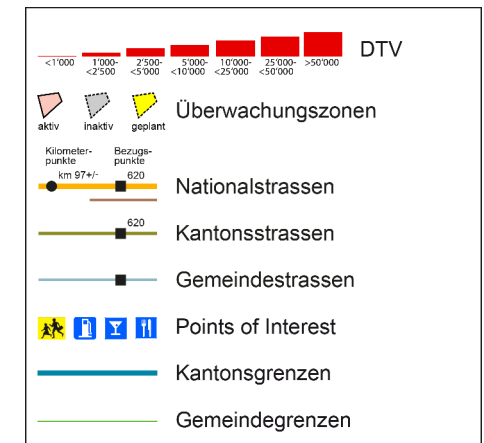 DTV
<1'000
1'000-
<2'500
2'500-
<5'000
5'000-
<10'000
10'000-
<25'000
25'000-
<50'000
>50'000
Überwachungszonen
aktiv
inaktiv
geplant
Kilometer-
punkte
Bezugs-
punkte
km 97+/-
620
Nationalstrassen
620
Kantonsstrassen
Gemeindestrassen
Points of Interest
Kantonsgrenzen
Gemeindegrenzen